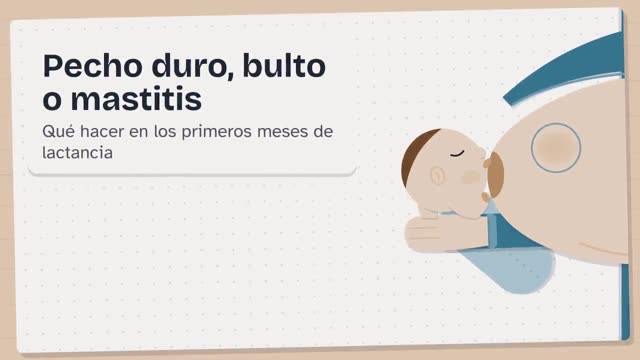 Pecho duro, bulto
o mastitis
Qué hacer en los primeros meses de
lactancia